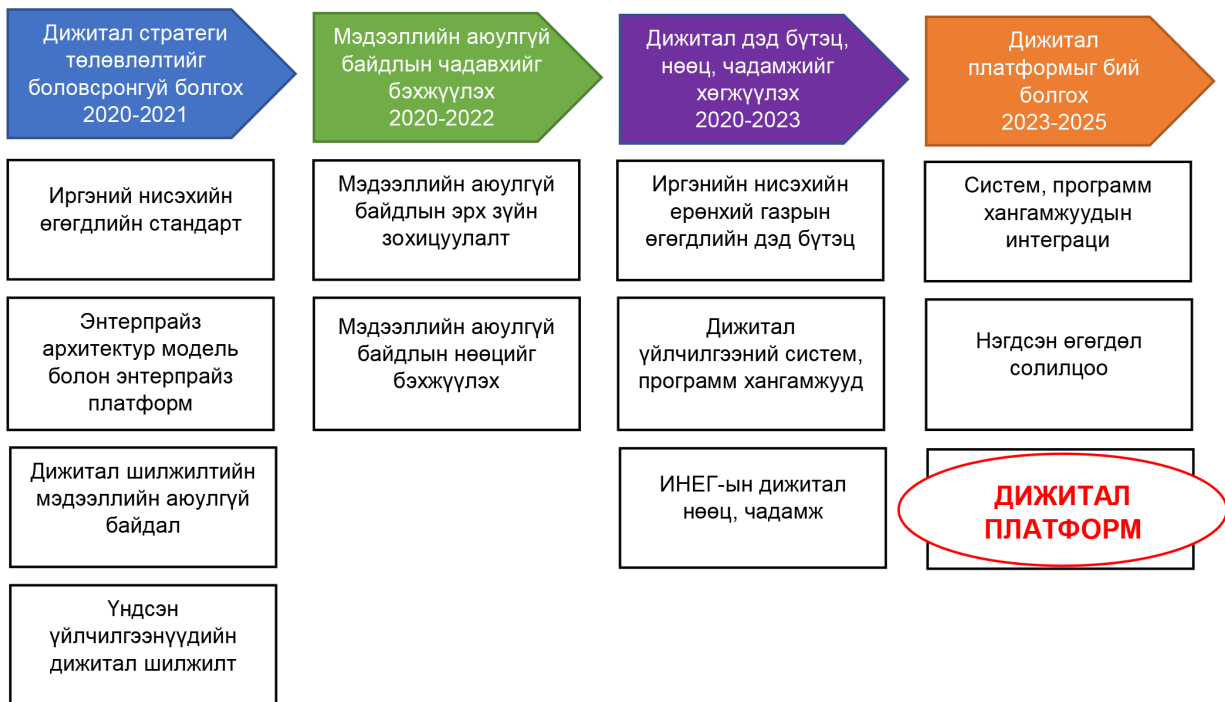 Дижитал стратеги
төлөвлөлтийг
боловсронгуй болгох
2020-2021
Мэдээллийн аюулгүй
байдлын чадавхийг
бэхжүүлэх
2020-2022
Дижитал дэд бүтэц,
нөөц, чадамжийг
хөгжүүлэх
2020-2023
Дижитал
платформыг бий
болгох
2023-2025
Иргэний нисэхийн
өгөгдлийн стандарт
Энтерпрайз
архитектур модель
болон энтерпрайз
платформ
Дижитал шилжилтийн
мэдээллийн аюулгүй
байдал
Үндсэн
үйлчилгээнүүдийн
дижитал шилжилт
Мэдээллийн аюулгүй
байдлын эрх зүйн
зохицуулалт
Мэдээллийн аюулгүй
байдлын нөөцийг
бэхжүүлэх
Иргэнийн нисэхийн
ерөнхий газрын
өгөгдлийн дэд бүтэц
Дижитал
үйлчилгээний систем,
программ хангамжууд
ИНЕГ-ын дижитал
нөөц, чадамж
Систем, программ
хангамжуудын
интеграци
Нэгдсэн өгөгдөл
солилцоо
ДИЖИТАЛ
ПЛАТФОРМ